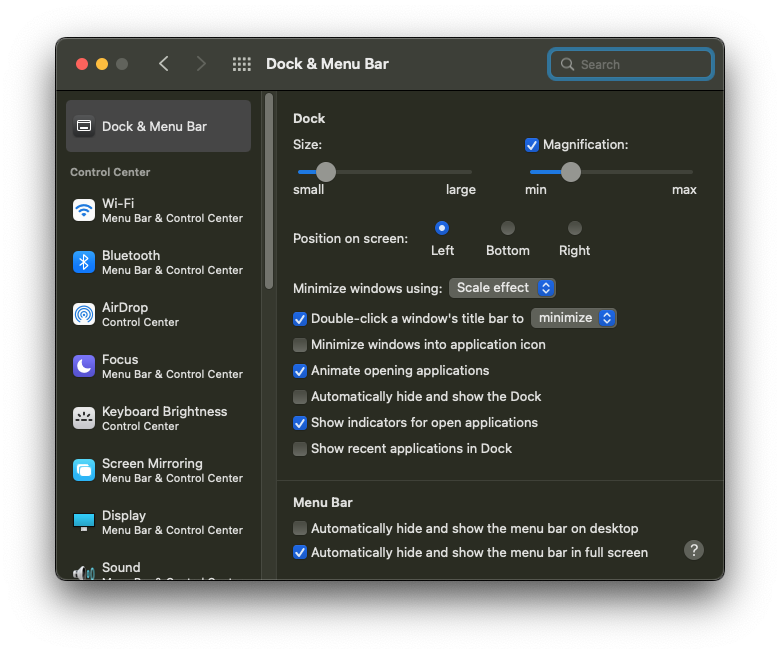 Dock & Menu Bar
Search
Dock & Menu Bar
Control Center
Wi-Fi
Menu Bar & Control Center
Bluetooth
Menu Bar & Control Center
AirDrop
Control Center
Focus
Menu Bar & Control Center
Keyboard Brightness
Control Center
Screen Mirroring
Menu Bar & Control Center
Display
Menu Bar & Control Center
Sound
Menu Bar & Control Center
Dock
Size:
Magnification:
small large
min max
Position on screen:
Left Bottom Right
Minimize windows using: Scale effect
Double-click a window's title bar to minimize
Minimize windows into application icon
Animate opening applications
Automatically hide and show the Dock
Show indicators for open applications
Show recent applications in Dock
Menu Bar
Automatically hide and show the menu bar on desktop
Automatically hide and show the menu bar in full screen
?